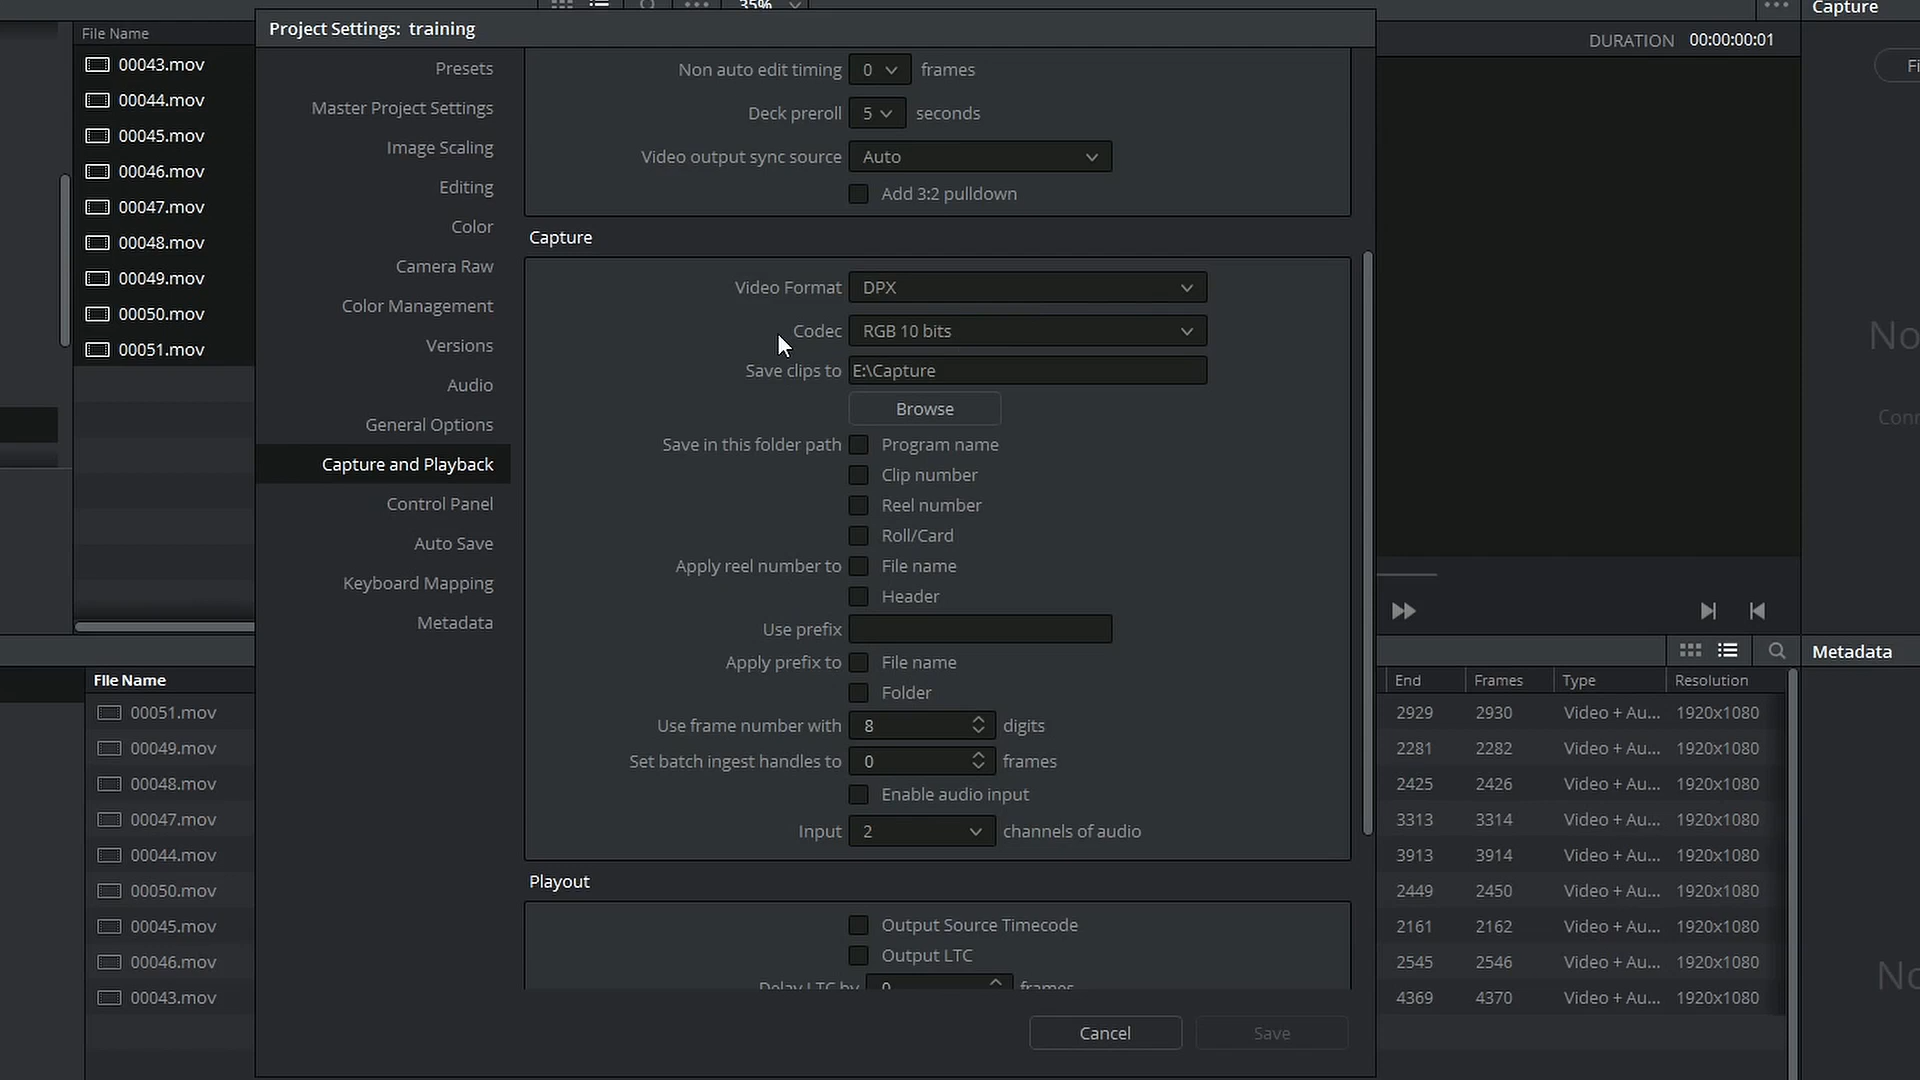 35%
Capture
Project Settings: training
File Name
DURATION 00:00:00:01
Fi
00043.mov
00044.mov
00045.mov
00046.mov
00047.mov
00048.mov
00049.mov
00050.mov
00051.mov
Presets
Master Project Settings
Image Scaling
Editing
Color
Camera Raw
Color Management
Versions
Audio
General Options
Capture and Playback
Control Panel
Auto Save
Keyboard Mapping
Metadata
Non auto edit timing 0 frames
Deck preroll 5 seconds
Video output sync source Auto
Add 3:2 pulldown
Capture
Video Format DPX
Codec RGB 10 bits
Save clips to E:\Capture
Browse
Save in this folder path Program name
Clip number
Reel number
Roll/Card
Apply reel number to File name
Header
Use prefix
Apply prefix to File name
Folder
Use frame number with 8 digits
Set batch ingest handles to 0 frames
Enable audio input
Input 2 channels of audio
Playout
Output Source Timecode
Output LTC
Delay LTC by 0 frames
Cancel
Save
No
Conn
Metadata
No
File Name
00051.mov
00049.mov
00048.mov
00047.mov
00044.mov
00050.mov
00045.mov
00046.mov
00043.mov
End Frames Type Resolution
2929 2930 Video + Au... 1920x1080
2281 2282 Video + Au... 1920x1080
2425 2426 Video + Au... 1920x1080
3313 3314 Video + Au... 1920x1080
3913 3914 Video + Au... 1920x1080
2449 2450 Video + Au... 1920x1080
2161 2162 Video + Au... 1920x1080
2545 2546 Video + Au... 1920x1080
4369 4370 Video + Au... 1920x1080